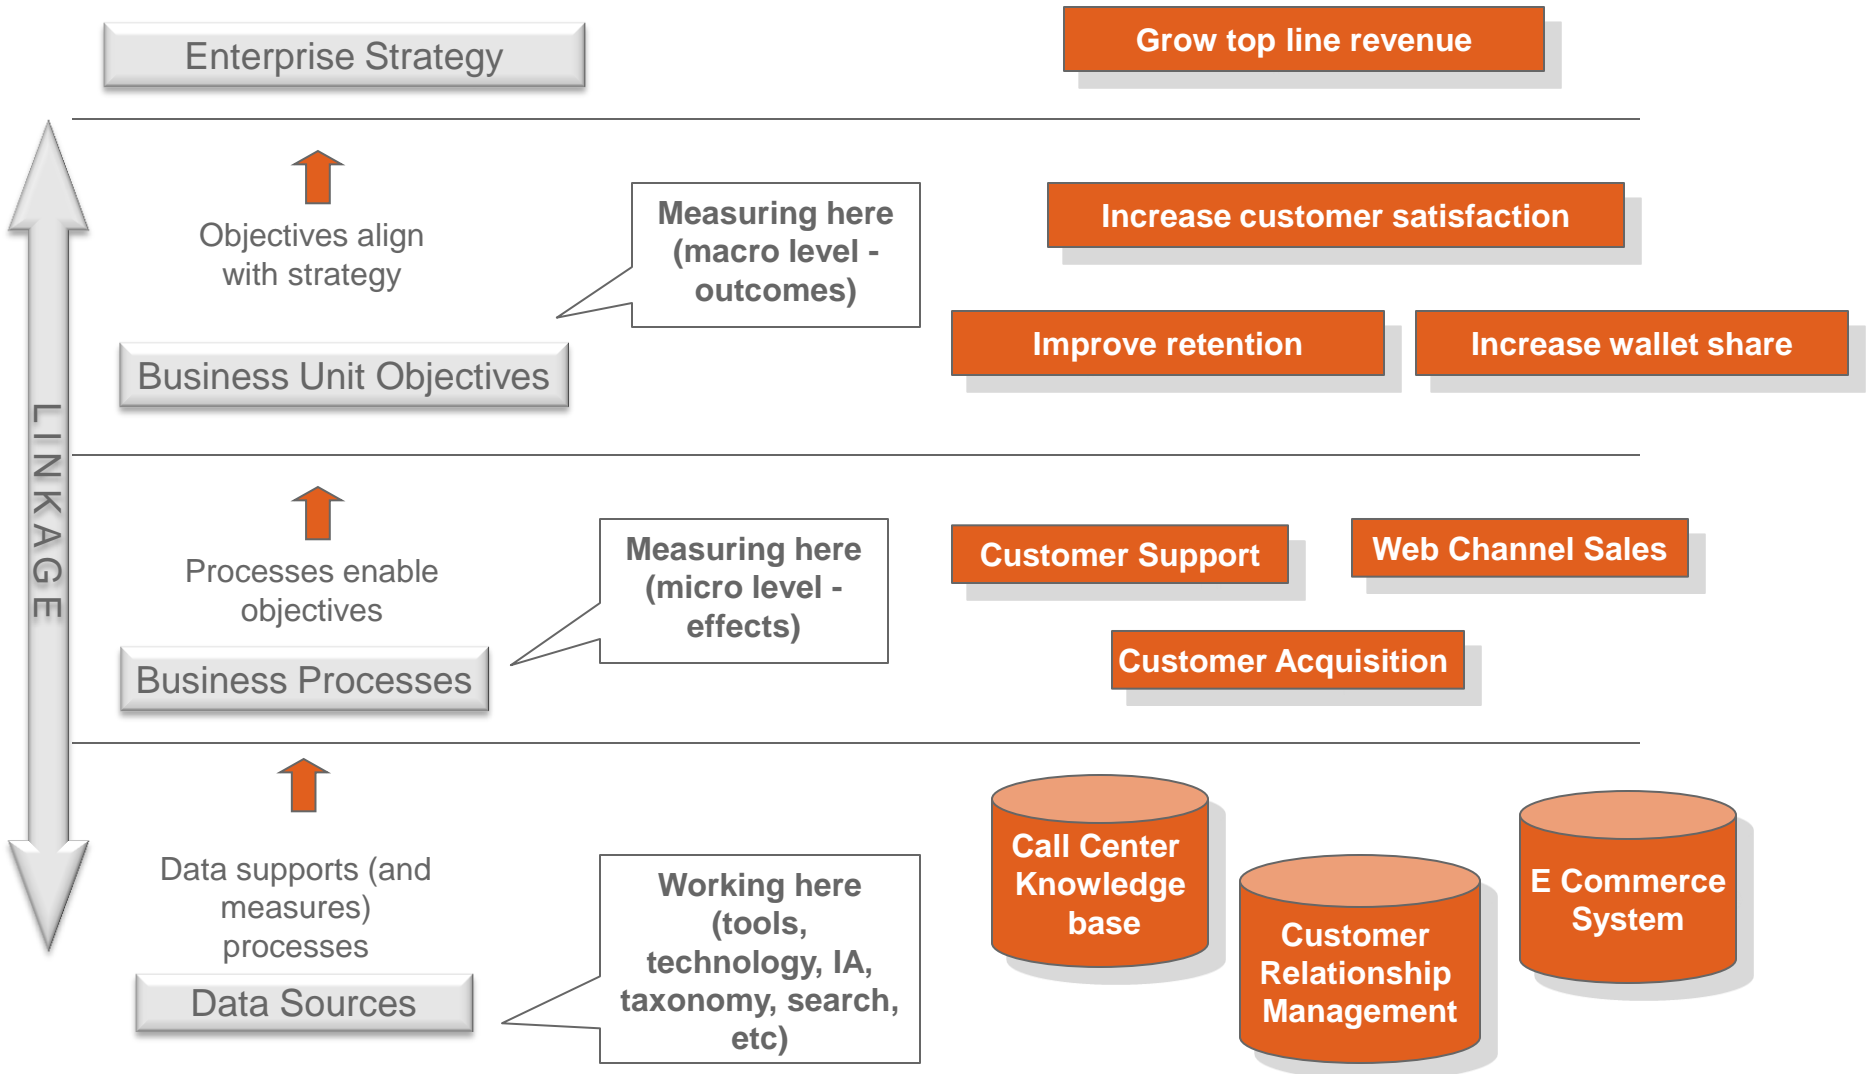 Enterprise Strategy
Grow top line revenue
LINKAGE
Objectives align
with strategy
Measuring here
(macro level -
outcomes)
Increase customer satisfaction
Improve retention
Increase wallet share
Business Unit Objectives
Processes enable
objectives
Measuring here
(micro level -
effects)
Customer Support
Web Channel Sales
Customer Acquisition
Business Processes
Data supports (and
measures)
processes
Data Sources
Working here
(tools,
technology, IA,
taxonomy, search,
etc)
Call Center
Knowledge
base
Customer
Relationship
Management
E Commerce
System